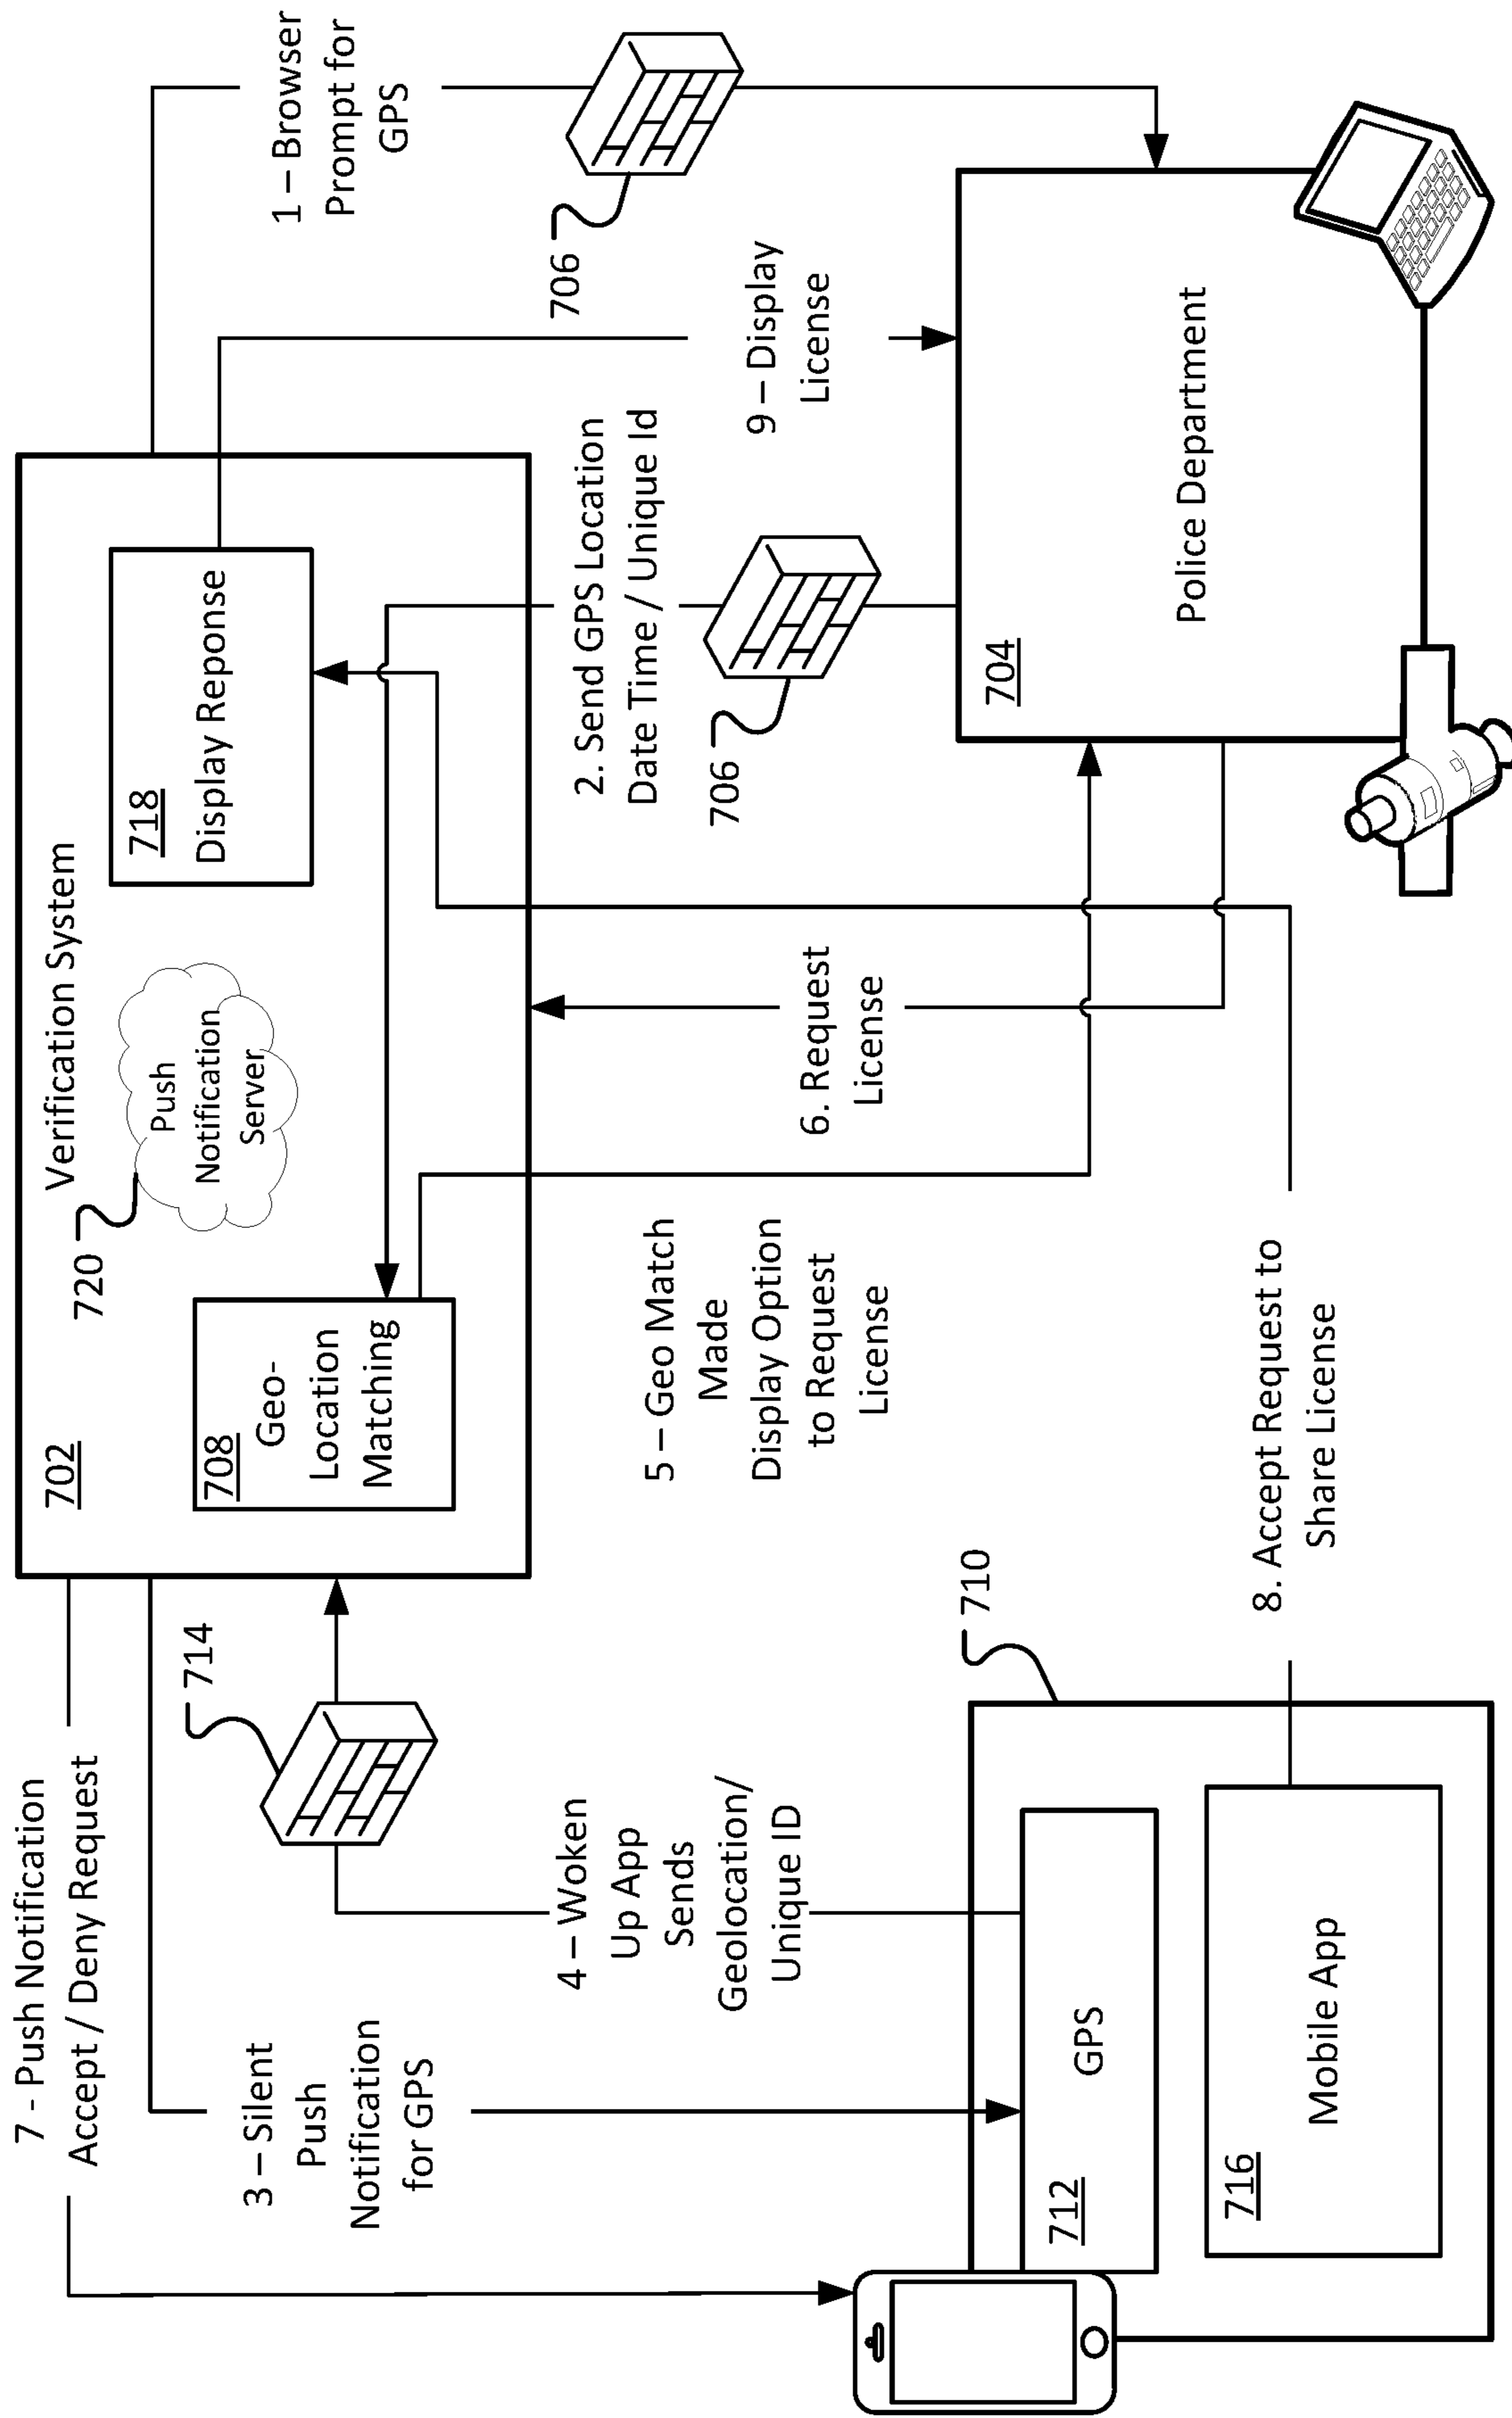 7 - Push Notification
Accept / Deny Request
3 – Silent
Push
Notification
for GPS
4 – Woken
Up App
Sends
Geolocation/
Unique ID
714
702
Verification System
720
Push
Notification
Server
708
Geo-
Location
Matching
718
Display Reponse
1 – Browser
Prompt for
GPS
706
2. Send GPS Location
Date Time / Unique Id
706
9 – Display
License
5 – Geo Match
Made
Display Option
to Request
License
6. Request
License
8. Accept Request to
Share License
710
712
GPS
716
Mobile App
704
Police Department